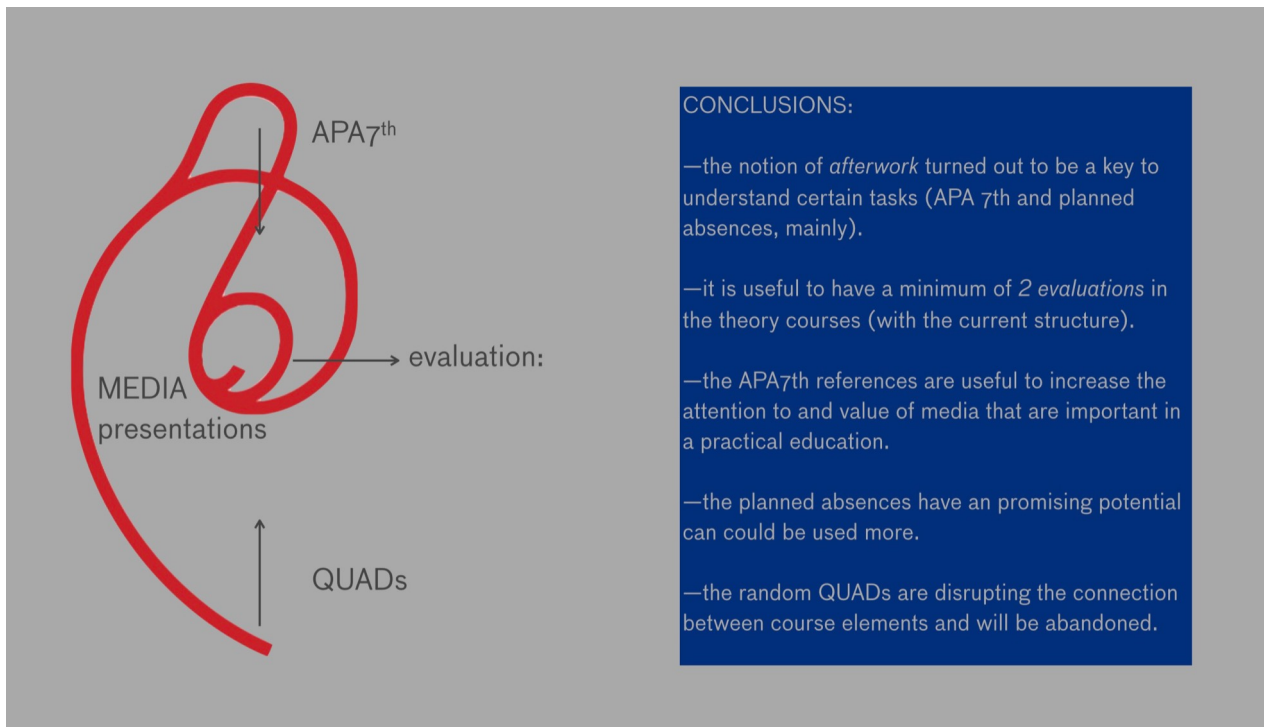 APA7th
MEDIA
presentations
evaluation:
QUADs
CONCLUSIONS:
—the notion of afterwork turned out to be a key to
understand certain tasks (APA 7th and planned
absences, mainly).
—it is useful to have a minimum of 2 evaluations in
the theory courses (with the current structure).
—the APA7th references are useful to increase the
attention to and value of media that are important in
a practical education.
—the planned absences have an promising potential
can could be used more.
—the random QUADs are disrupting the connection
between course elements and will be abandoned.